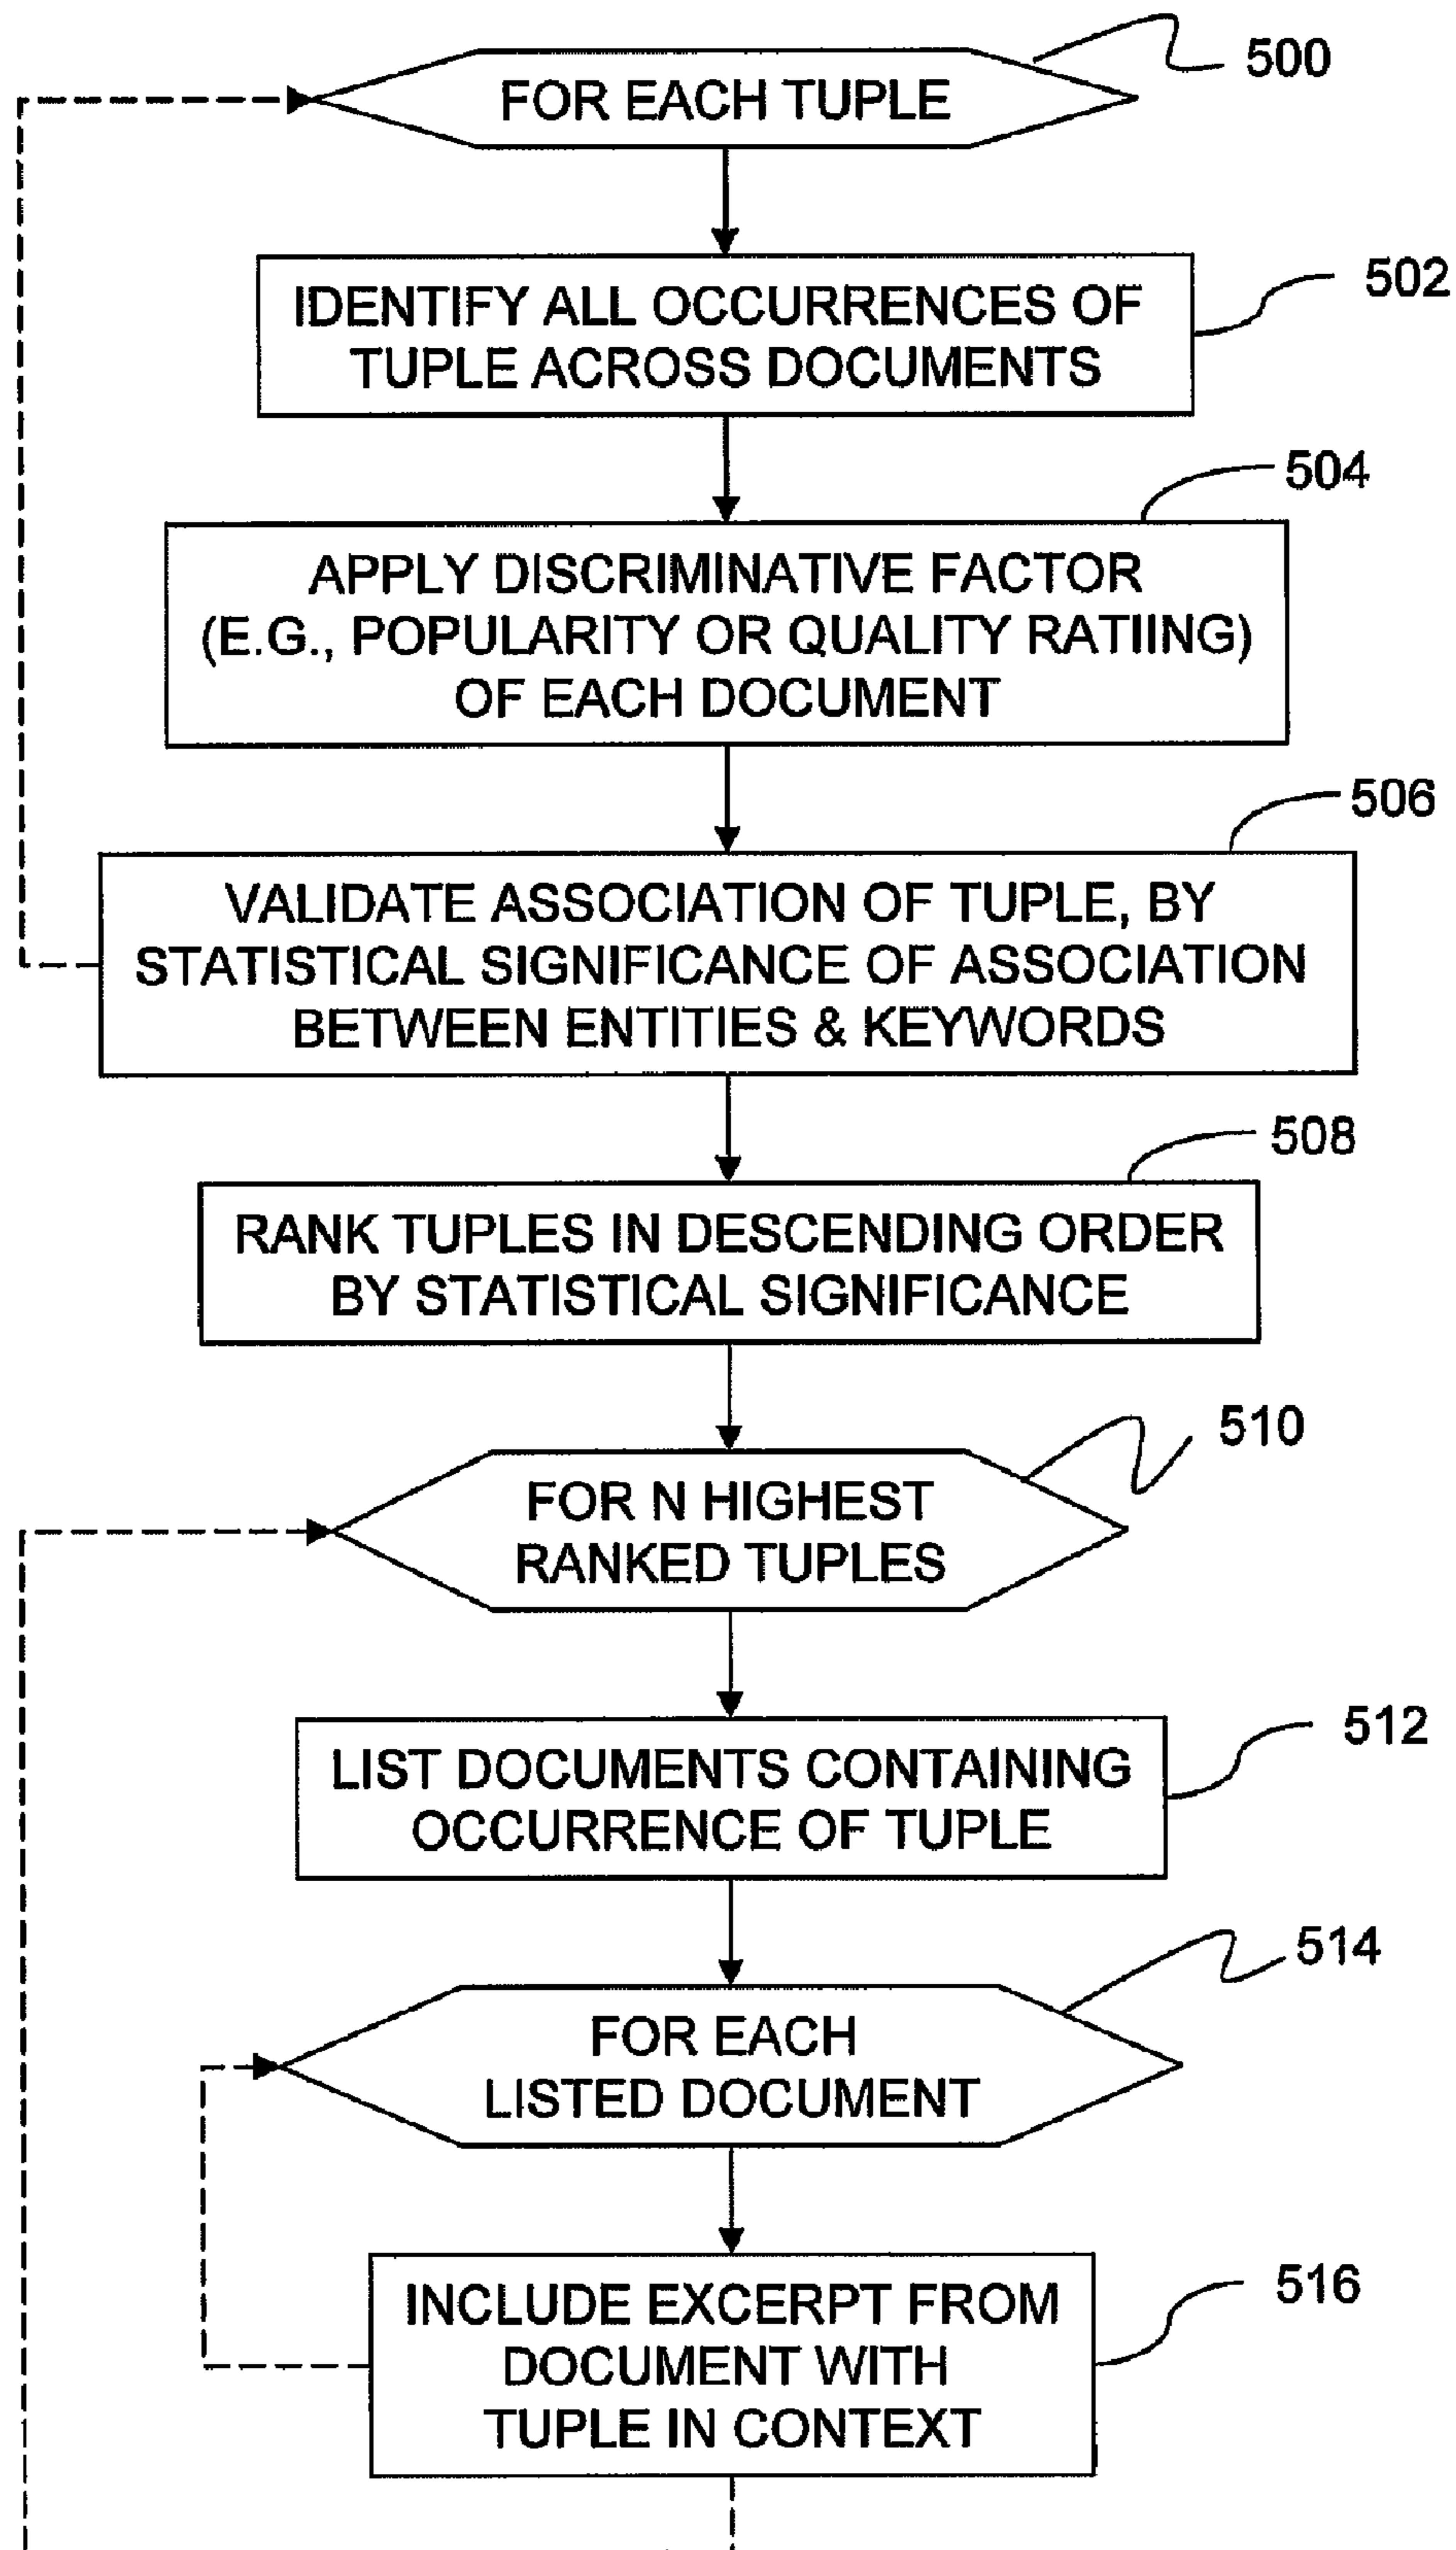 500
FOR EACH TUPLE
502
IDENTIFY ALL OCCURRENCES OF
TUPLE ACROSS DOCUMENTS
504
APPLY DISCRIMINATIVE FACTOR
(E.G., POPULARITY OR QUALITY RATIING)
OF EACH DOCUMENT
506
VALIDATE ASSOCIATION OF TUPLE, BY
STATISTICAL SIGNIFICANCE OF ASSOCIATION
BETWEEN ENTITIES & KEYWORDS
508
RANK TUPLES IN DESCENDING ORDER
BY STATISTICAL SIGNIFICANCE
510
FOR N HIGHEST
RANKED TUPLES
512
LIST DOCUMENTS CONTAINING
OCCURRENCE OF TUPLE
514
FOR EACH
LISTED DOCUMENT
516
INCLUDE EXCERPT FROM
DOCUMENT WITH
TUPLE IN CONTEXT